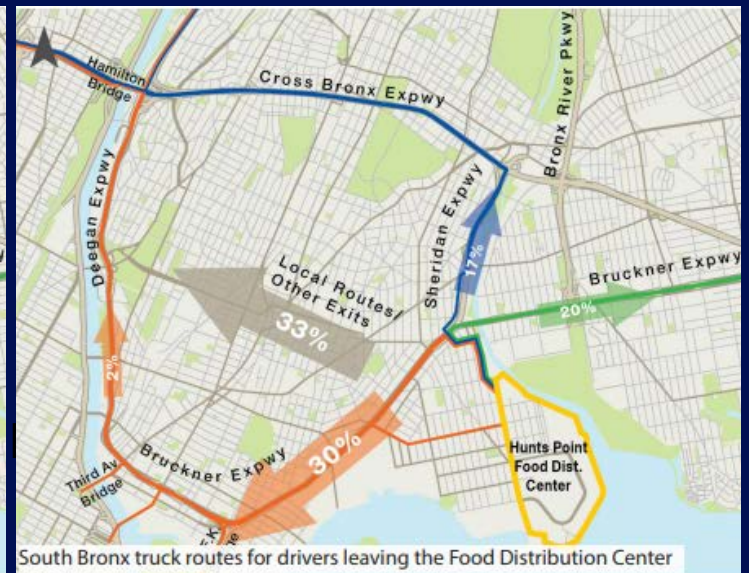 Hamilton
Bridge
Cross Bronx Expwy
Bronx River Pkwy
Deegan Expwy
Sheridan Expwy
17%
Local Routes/
Other Exits
33%
Bruckner Expwy
20%
2%
Bruckner Expwy
30%
Third Av
Bridge
Hunts Point
Food Dist.
Center
South Bronx truck routes for drivers leaving the Food Distribution Center